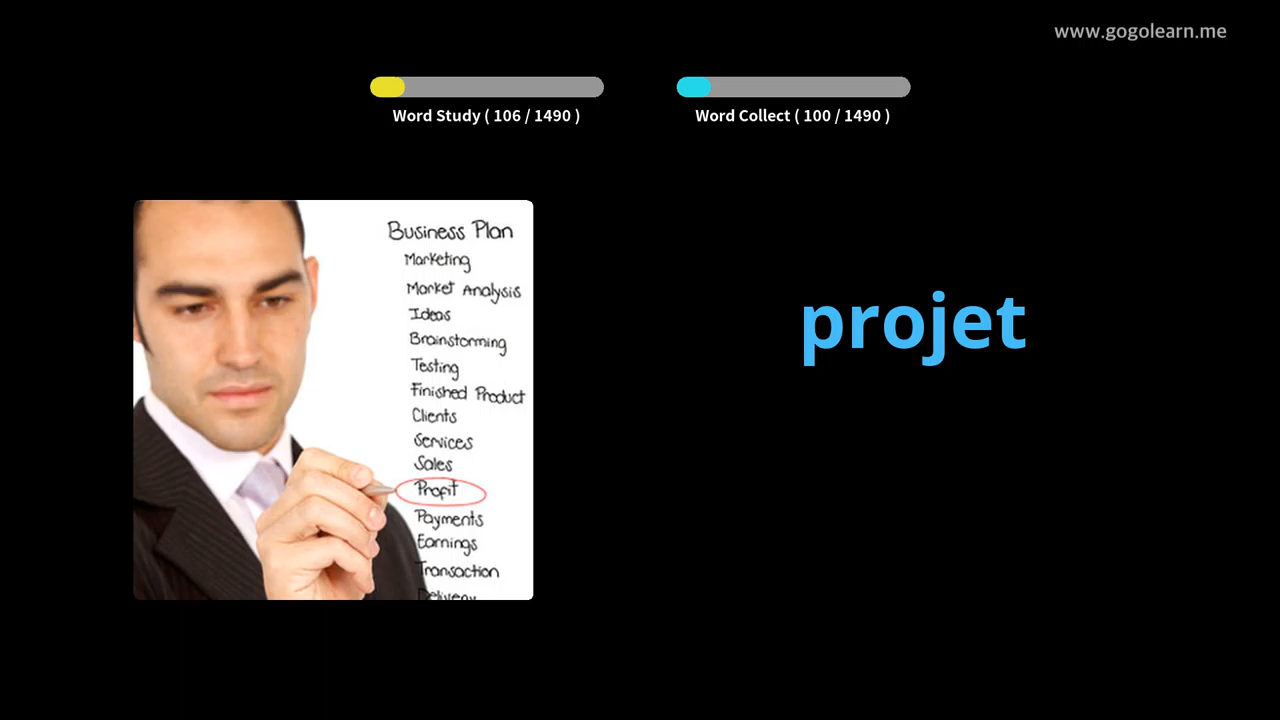 www.gogolearn.me
Word Study ( 106 / 1490 )
Word Collect ( 100 / 1490 )
Business Plan
Marketing
Market Analysis
Ideas
Brainstorming
Testing
Finished Product
Clients
Services
Sales
Profit
Payments
Earnings
Transaction
Delivery
projet